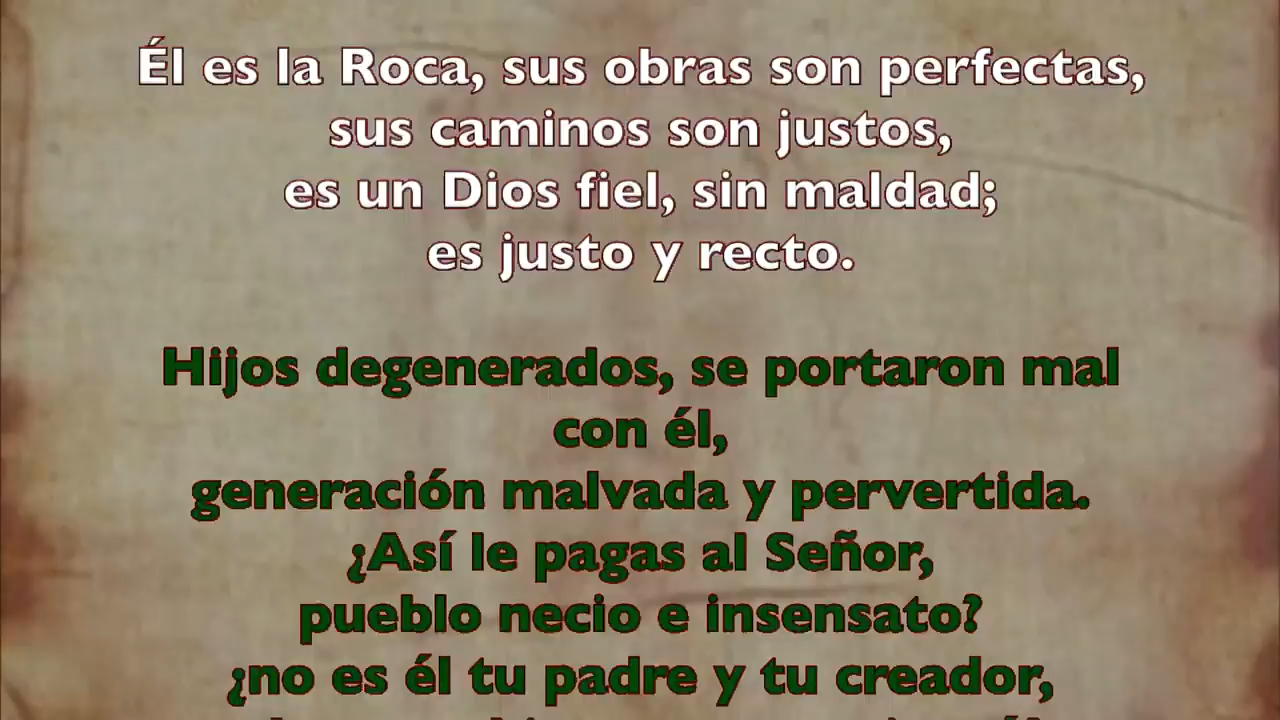 Él es la Roca, sus obras son perfectas,
sus caminos son justos,
es un Dios fiel, sin maldad;
es justo y recto.
Hijos degenerados, se portaron mal
con él,
generación malvada y pervertida.
¿Así le pagas al Señor,
pueblo necio e insensato?
¿no es él tu padre y tu creador,